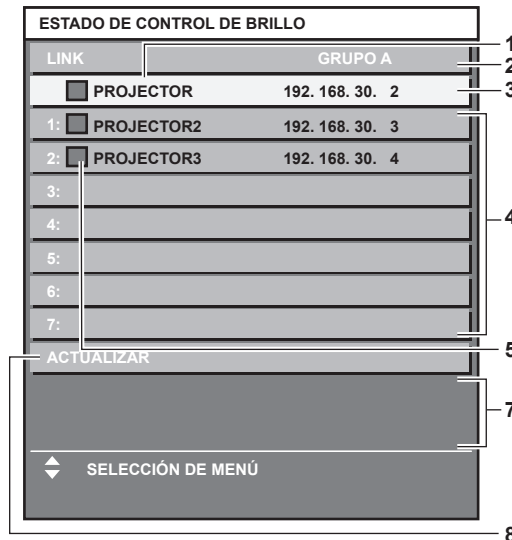 ESTADO DE CONTROL DE BRILLO
LINK GRUPO A
PROJECTOR 192. 168. 30. 2
1: PROJECTOR2 192. 168. 30. 3
2: PROJECTOR3 192. 168. 30. 4
3:
4:
5:
6:
7:
ACTUALIZAR
SELECCIÓN DE MENÚ
1
2
3
4
5
7
8